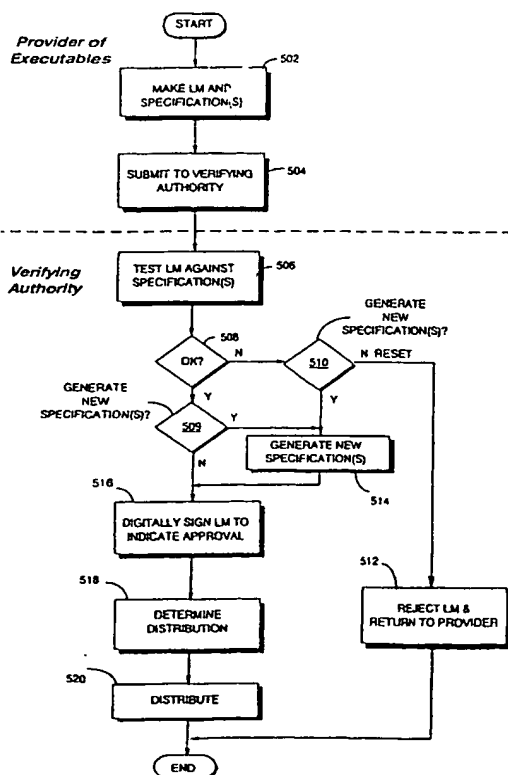 START
Provider of
Executables
502
MAKE LM AND
SPECIFICATION(S)
SUBMIT TO VERIFYING
AUTHORITY
504
Verifying
Authority
TEST LM AGAINST
SPECIFICATION(S)
506
GENERATE
NEW
SPECIFICATION(S)?
508
OK?
N
510
N RESET
GENERATE
NEW
SPECIFICATION(S)?
Y
Y
509
Y
GENERATE NEW
SPECIFICATION(S)
N
514
516
DIGITALLY SIGN LM TO
INDICATE APPROVAL
518
512
DETERMINE
DISTRIBUTION
REJECT LM &
RETURN TO PROVIDER
520
DISTRIBUTE
END